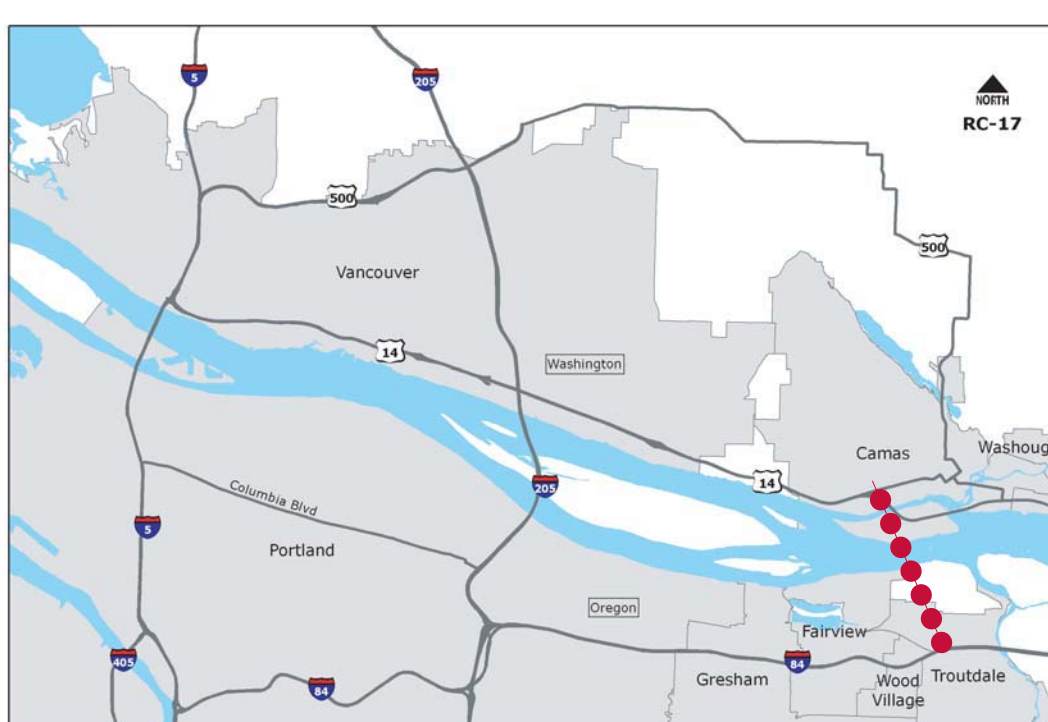 5
205
NORTH
RC-17
500
500
Vancouver
14
Washington
Camas
Washoug
14
205
Columbia Blvd
5
Portland
Oregon
Fairview
405
84
Gresham
84
Wood
Village
Troutdale